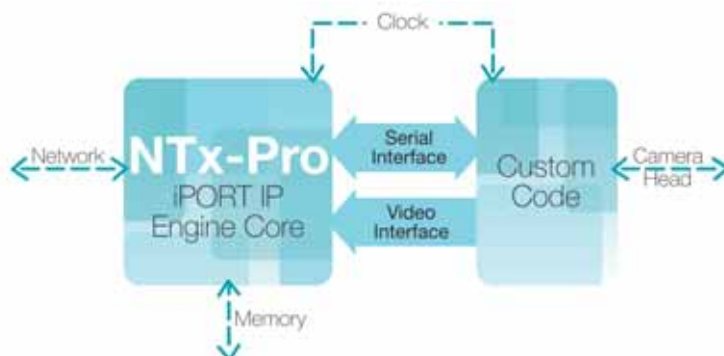 Clock
Network
NTx-Pro
iPORT IP
Engine Core
Serial
Interface
Video
Interface
Custom
Code
Camera
Head
Memory